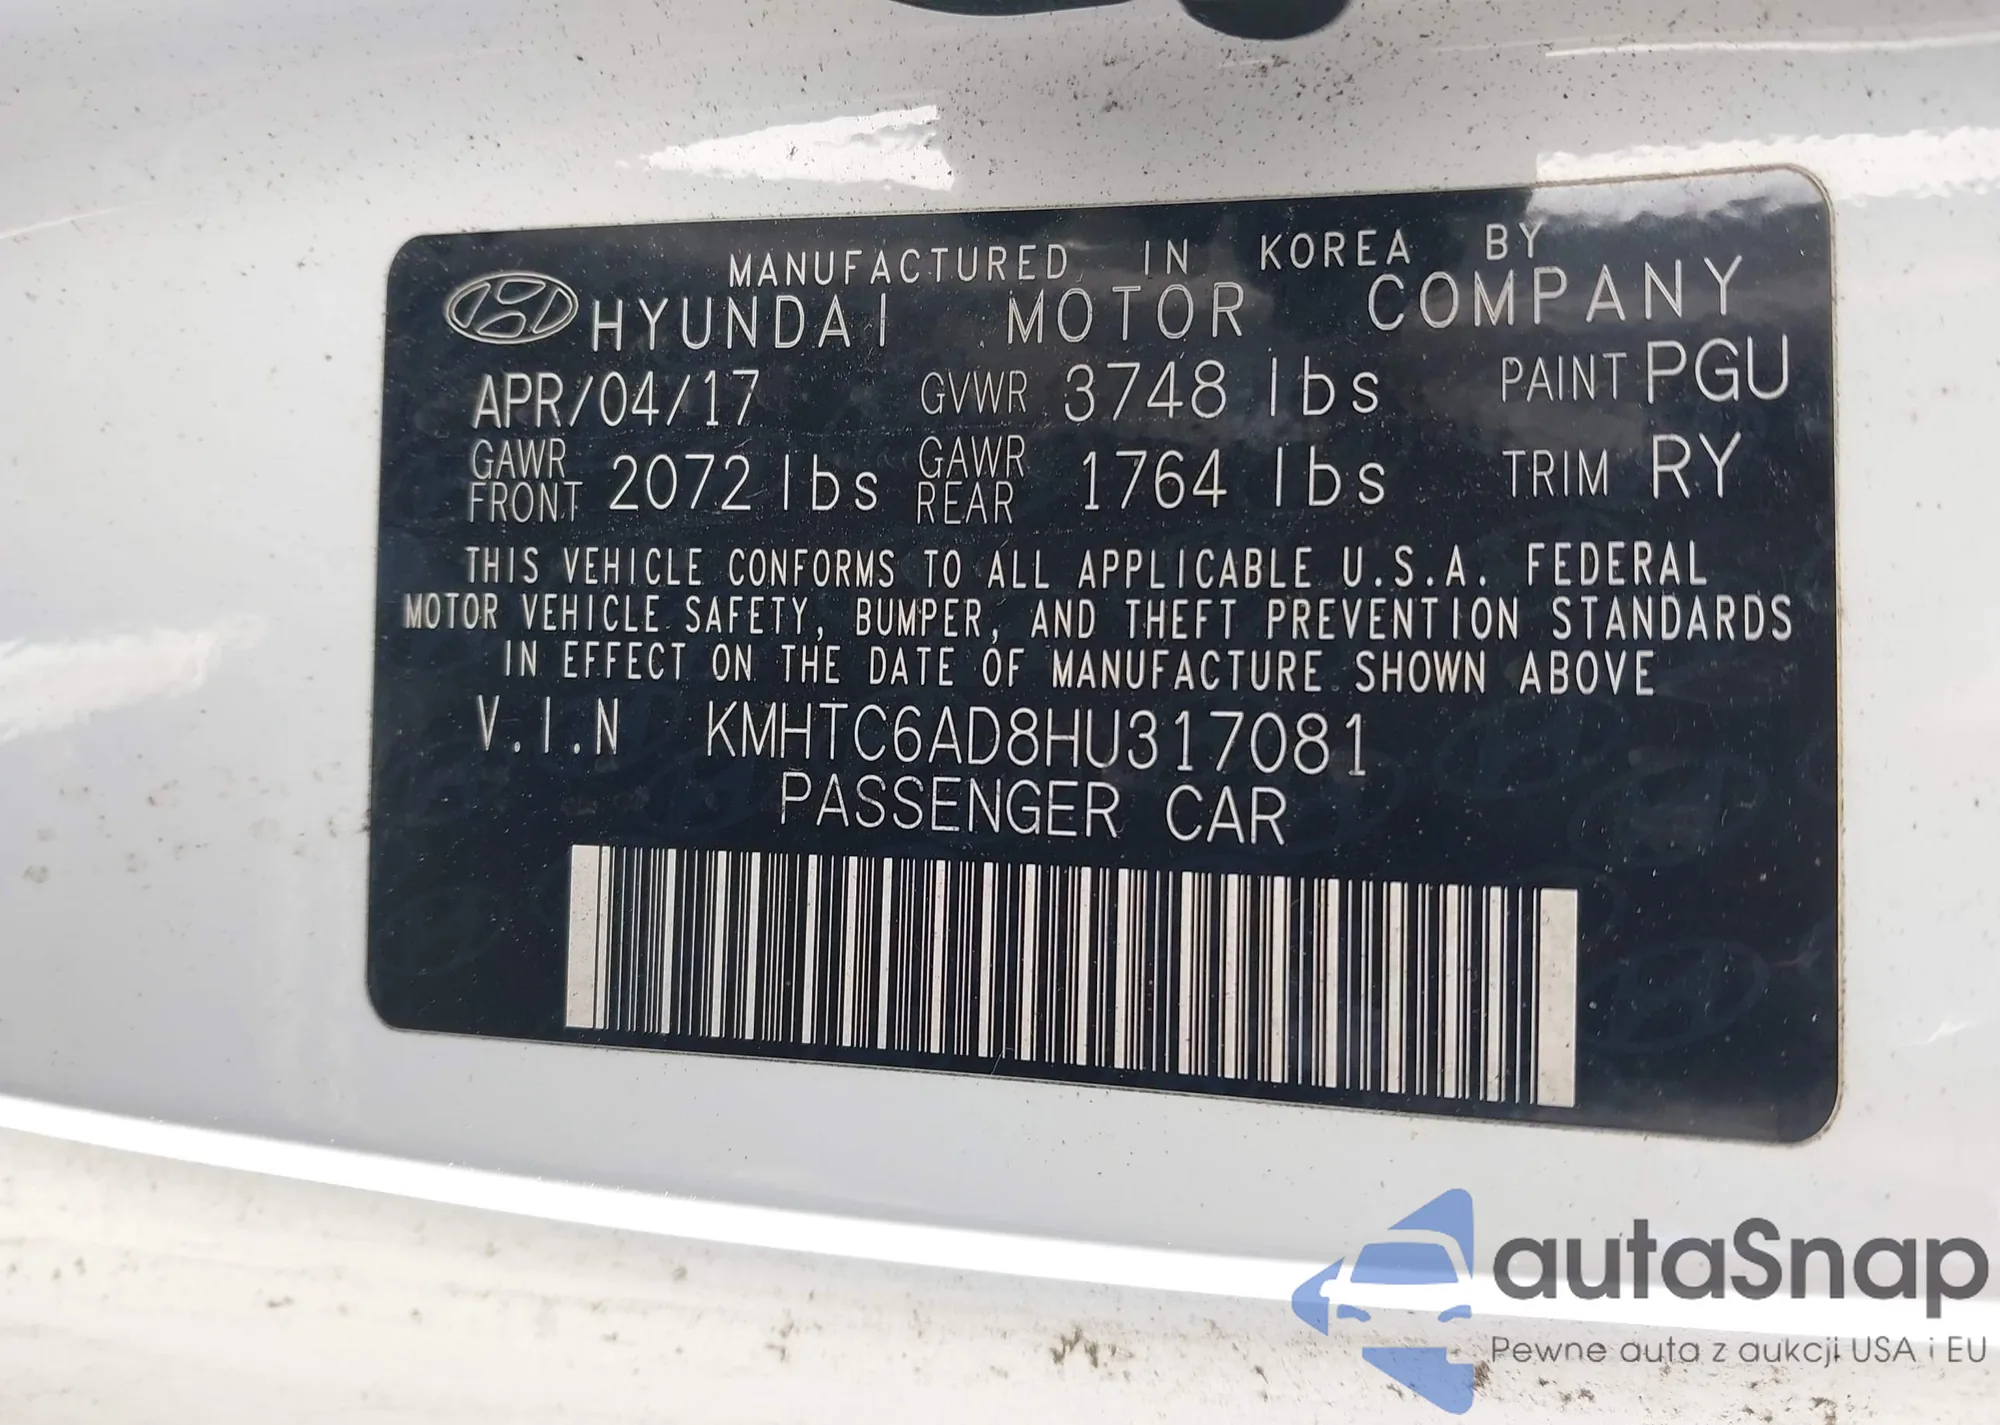 MANUFACTURED IN KOREA BY
HYUNDAI MOTOR COMPANY
APR/04/17 GVWR 3748 lbs PAINT PGU
GAWR FRONT 2072 lbs GAWR REAR 1764 lbs TRIM RY
THIS VEHICLE CONFORMS TO ALL APPLICABLE U.S.A. FEDERAL
MOTOR VEHICLE SAFETY, BUMPER, AND THEFT PREVENTION STANDARDS
IN EFFECT ON THE DATE OF MANUFACTURE SHOWN ABOVE
V.I.N KMHTC6AD8HU317081
PASSENGER CAR
autaSnap
Pewne auta z aukcji USA i EU